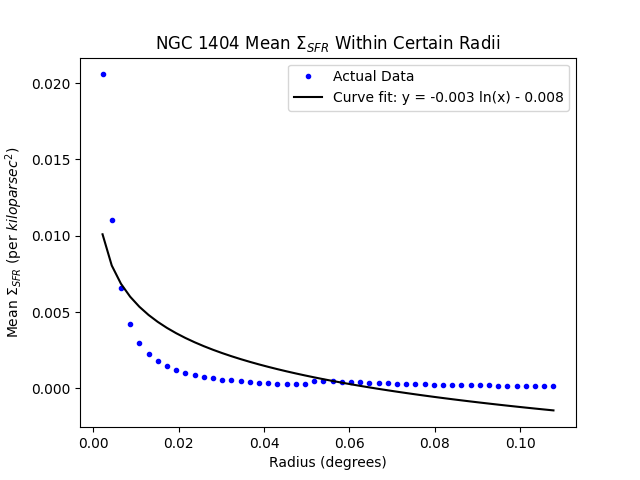 NGC 1404 Mean Σ_SFR Within Certain Radii
Actual Data
Curve fit: y = -0.003 ln(x) - 0.008
Mean Σ_SFR (per kiloparsec²)
0.020
0.015
0.010
0.005
0.000
0.00 0.02 0.04 0.06 0.08 0.10
Radius (degrees)